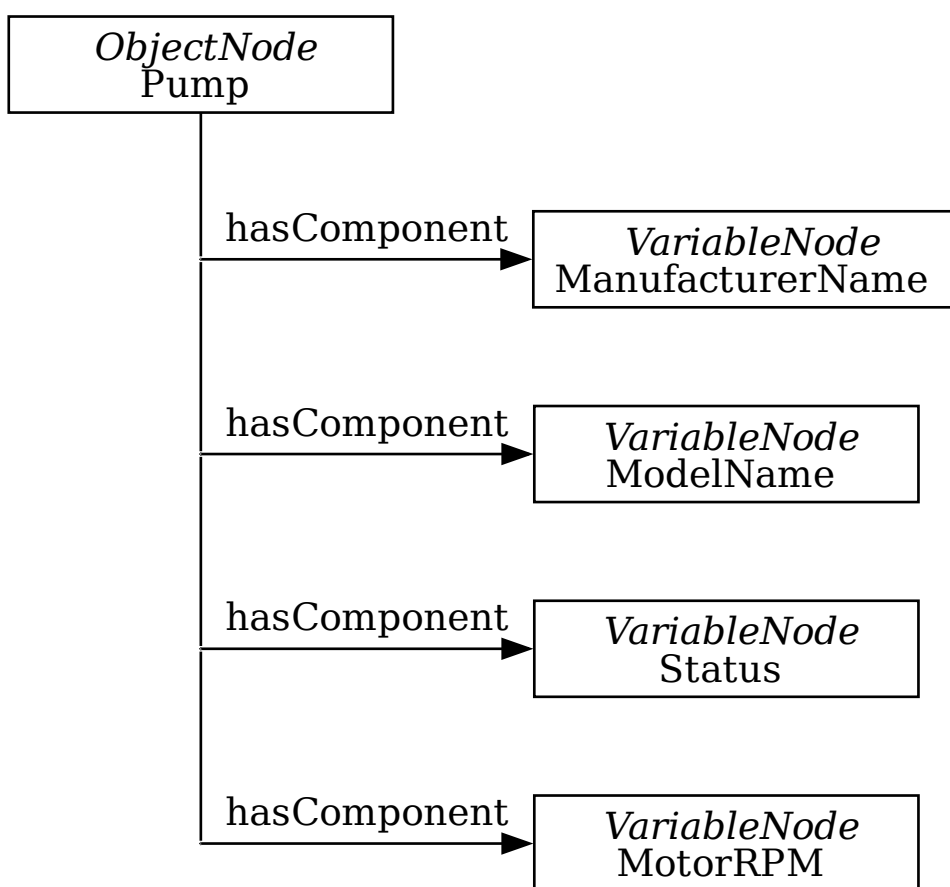 ObjectNode
Pump
hasComponent
VariableNode
ManufacturerName
hasComponent
VariableNode
ModelName
hasComponent
VariableNode
Status
hasComponent
VariableNode
MotorRPM